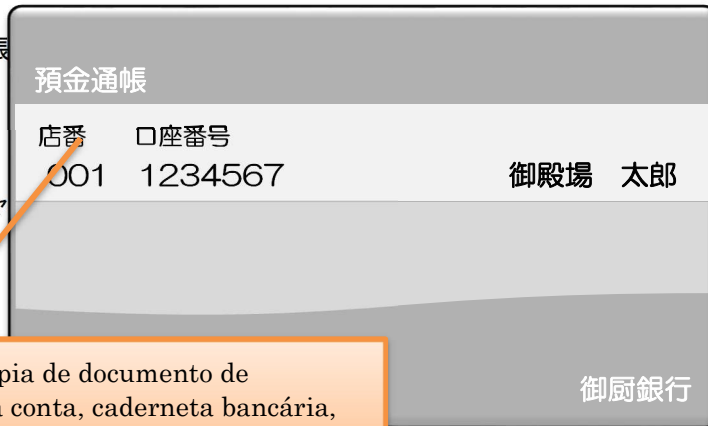 預金通帳
店番 口座番号
001 1234567 御殿場 太郎
御厨銀行
pia de documento de
conta, caderneta bancária,